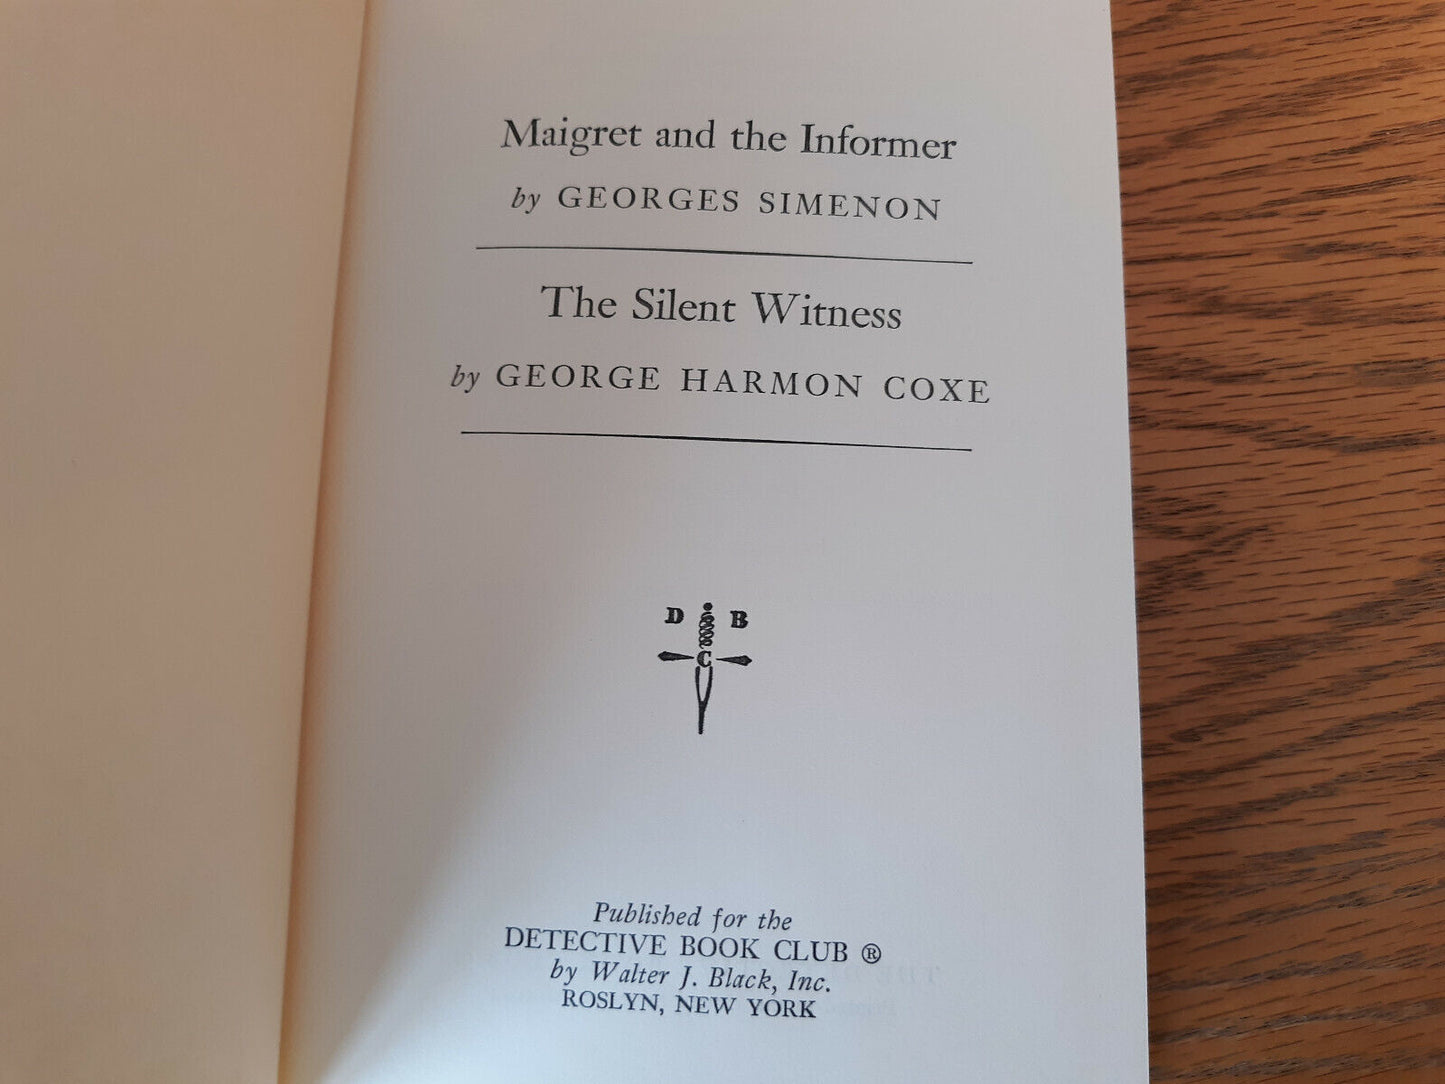 Maigret and the Informer
by GEORGES SIMENON
The Silent Witness
by GEORGE HARMON COXE
D B
C
Published for the
DETECTIVE BOOK CLUB ®
by Walter J. Black, Inc.
ROSLYN, NEW YORK